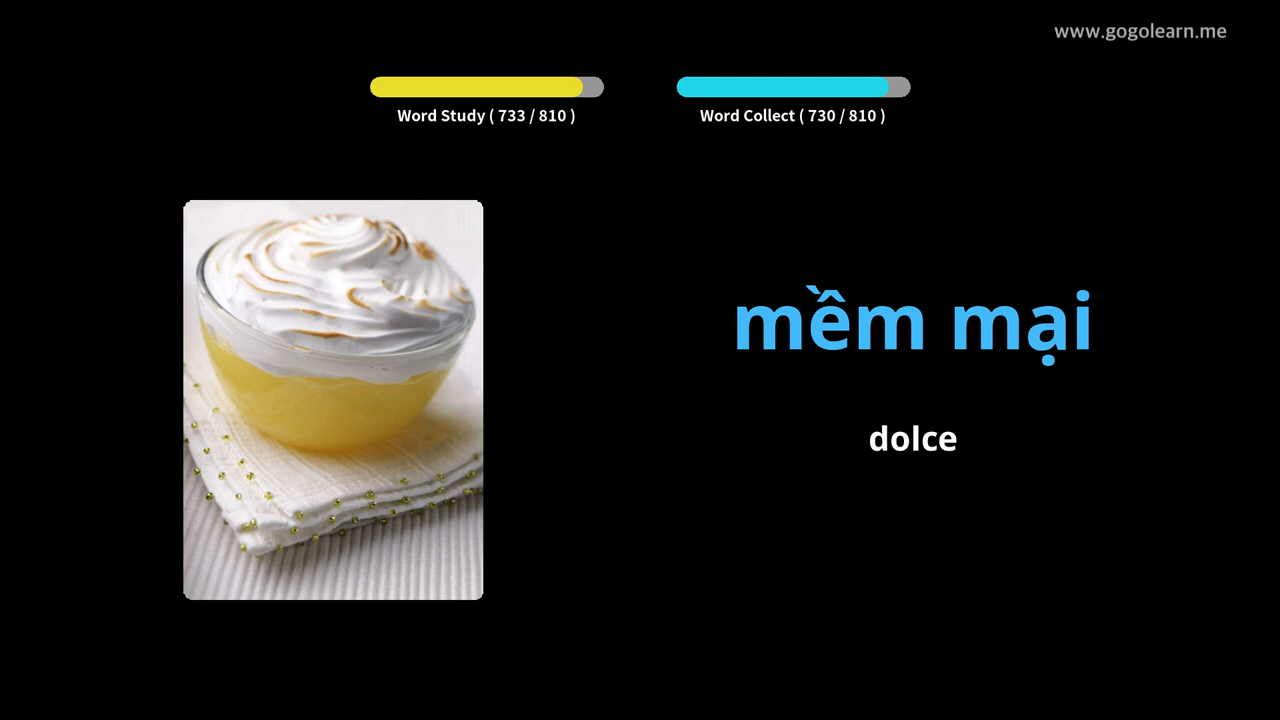 www.gogolearn.me
Word Study ( 733 / 810 )
Word Collect ( 730 / 810 )
mềm mại
dolce